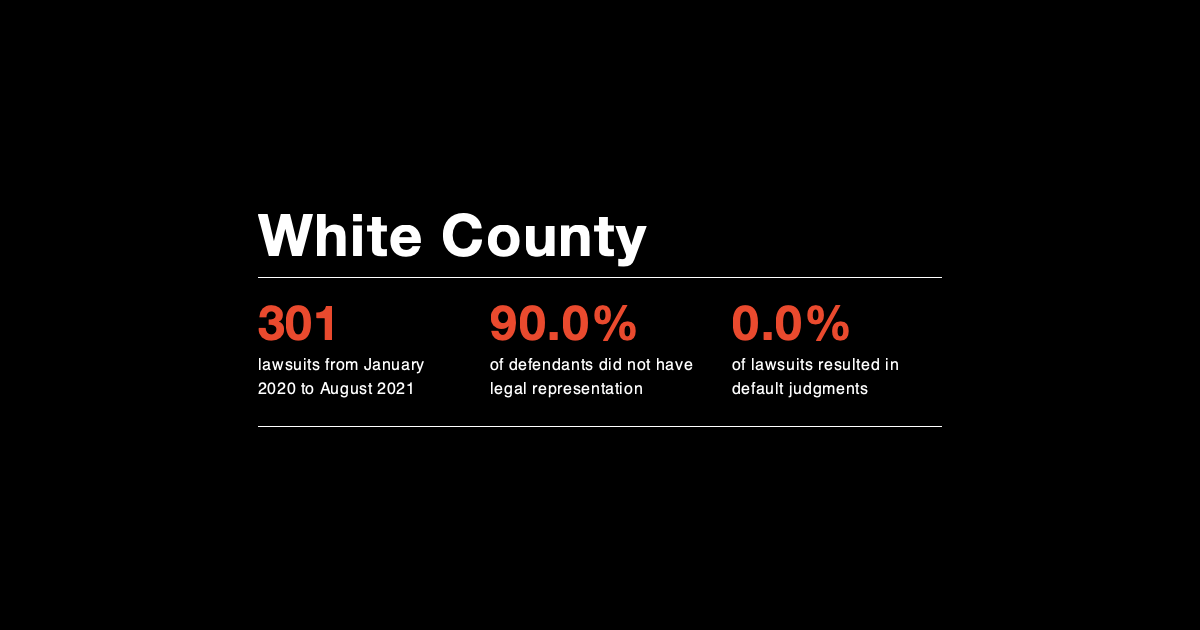 White County
301
lawsuits from January
2020 to August 2021
90.0%
of defendants did not have
legal representation
0.0%
of lawsuits resulted in
default judgments